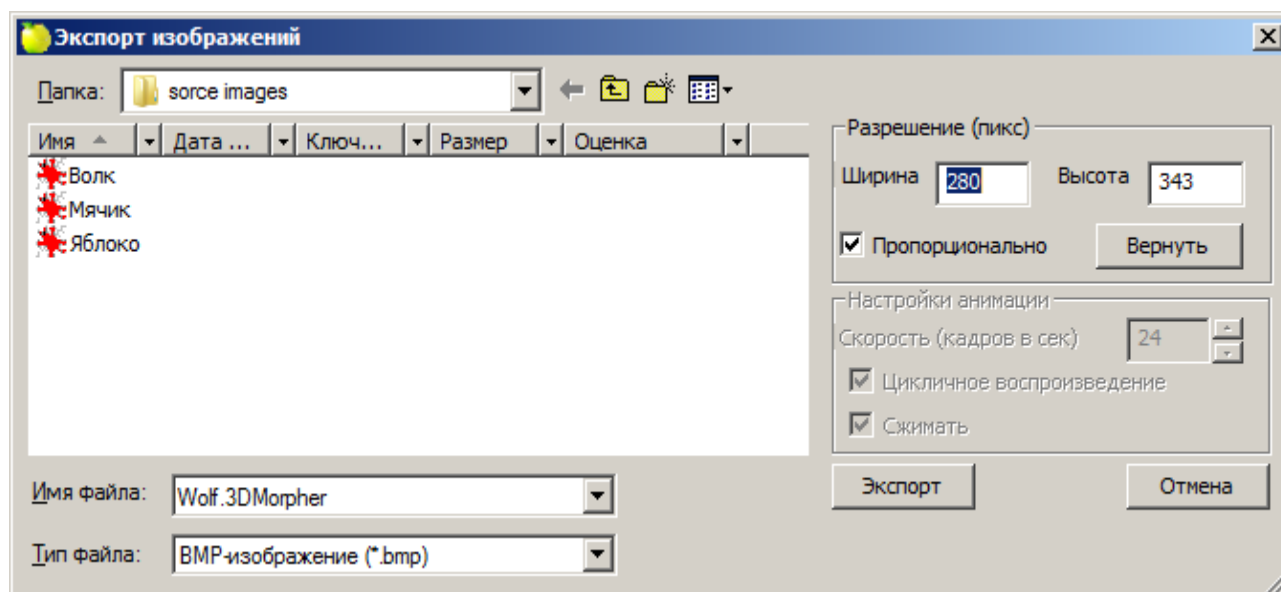 Экспорт изображений
Папка: sorce images
Имя Дата ... Ключ... Размер Оценка
Волк
Мячик
Яблоко
Имя файла: Wolf.3DMorpher
Тип файла: BMP-изображение (*.bmp)
Разрешение (пикс)
Ширина 280 Высота 343
Пропорционально Вернуть
Настройки анимации
Скорость (кадров в сек) 24
Цикличное воспроизведение
Сжимать
Экспорт Отмена